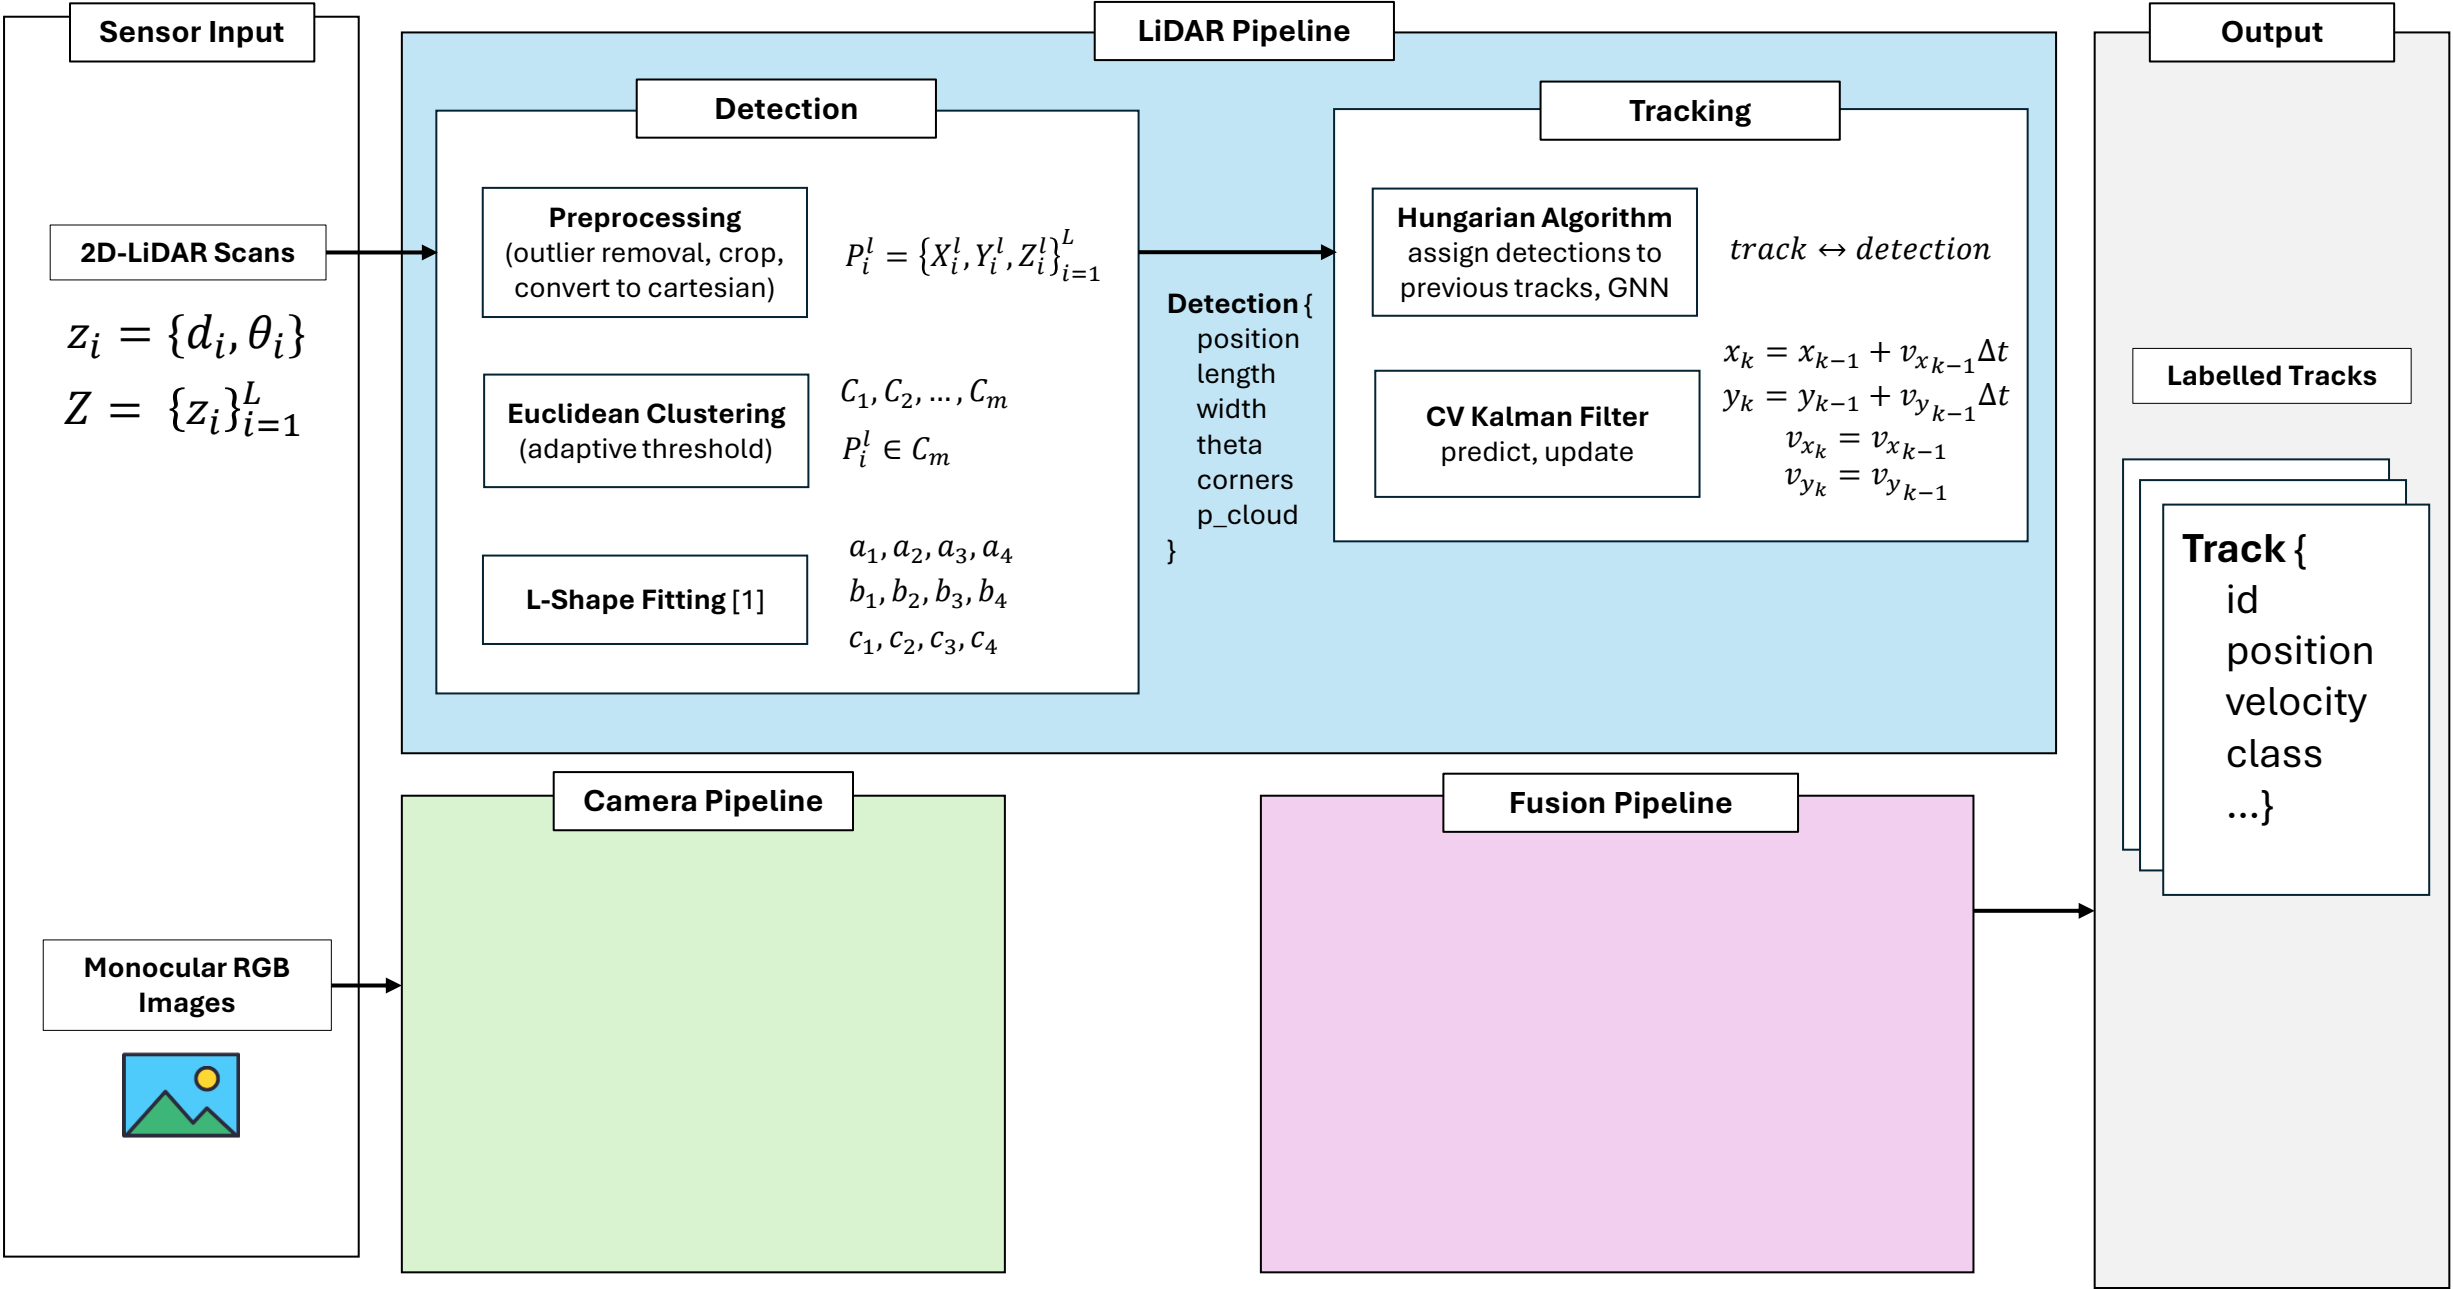 Sensor Input
2D-LiDAR Scans
z_i = {d_i, θ_i}
Z = {z_i}_{i=1}^{L}
Monocular RGB
Images
LiDAR Pipeline
Detection
Preprocessing
(outlier removal, crop,
convert to cartesian)
P_i^l = {X_i^l, Y_i^l, Z_i^l}_{i=1}^{L}
Euclidean Clustering
(adaptive threshold)
C_1, C_2, …, C_m
P_i^l ∈ C_m
L-Shape Fitting [1]
a_1, a_2, a_3, a_4
b_1, b_2, b_3, b_4
c_1, c_2, c_3, c_4
Detection {
position
length
width
theta
corners
p_cloud
}
Tracking
Hungarian Algorithm
assign detections to
previous tracks, GNN
track ↔ detection
CV Kalman Filter
predict, update
x_k = x_{k−1} + v_{x_{k−1}}Δt
y_k = y_{k−1} + v_{y_{k−1}}Δt
v_{x_k} = v_{x_{k−1}}
v_{y_k} = v_{y_{k−1}}
Camera Pipeline
Fusion Pipeline
Output
Labelled Tracks
Track {
id
position
velocity
class
...}